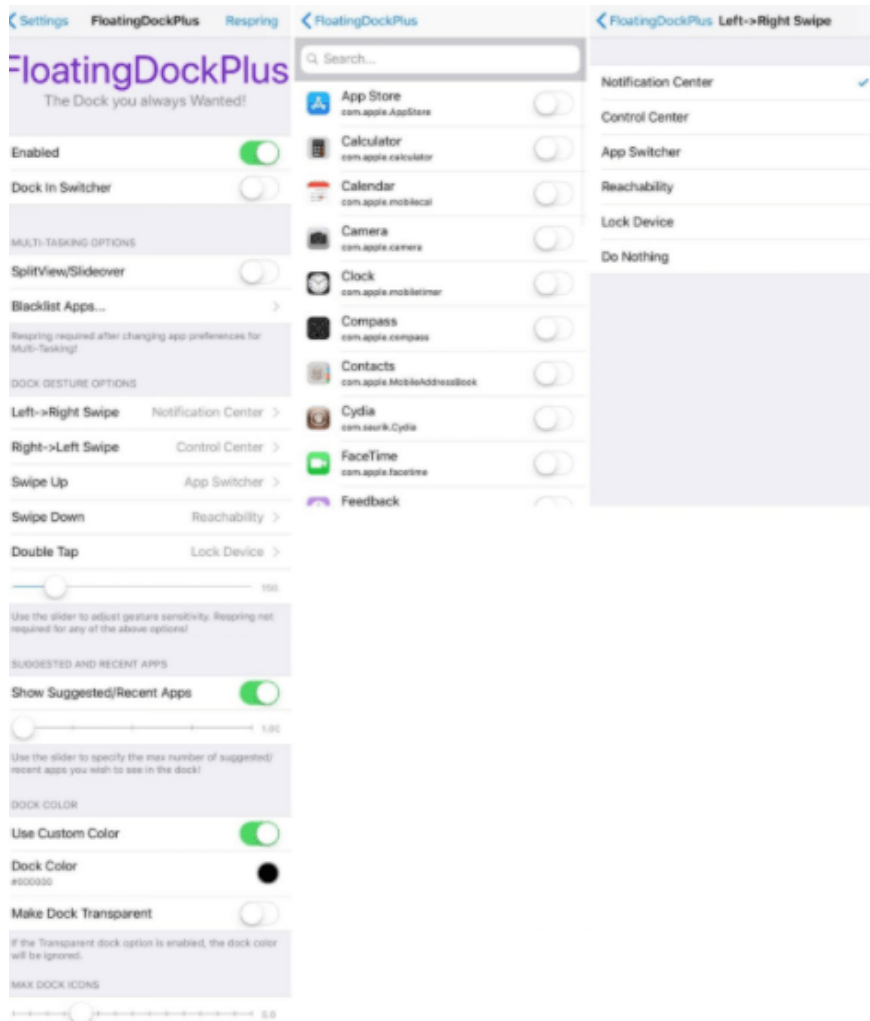 Settings FloatingDockPlus Respring
FloatingDockPlus
The Dock you always Wanted!
Enabled
Dock In Switcher
MULTI-TASKING OPTIONS
SplitView/Slideover
Blacklist Apps...
Respring required after changing app preferences for
Multi-Tasking!
DOCK GESTURE OPTIONS
Left->Right Swipe Notification Center
Right->Left Swipe Control Center
Swipe Up App Switcher
Swipe Down Reachability
Double Tap Lock Device
150
Use the slider to adjust gesture sensitivity. Respring not
required for any of the above options!
SUGGESTED AND RECENT APPS
Show Suggested/Recent Apps
1.00
Use the slider to specify the max number of suggested/
recent apps you wish to see in the dock!
DOCK COLOR
Use Custom Color
Dock Color
#000000
Make Dock Transparent
If the Transparent dock option is enabled, the dock color
will be ignored.
MAX DOCK ICONS
5.0
FloatingDockPlus
Search...
App Store
com.apple.AppStore
Calculator
com.apple.calculator
Calendar
com.apple.mobilecal
Camera
com.apple.camera
Clock
com.apple.mobiletimer
Compass
com.apple.compass
Contacts
com.apple.MobileAddressBook
Cydia
com.saurik.Cydia
FaceTime
com.apple.facetime
Feedback
FloatingDockPlus Left->Right Swipe
Notification Center
Control Center
App Switcher
Reachability
Lock Device
Do Nothing